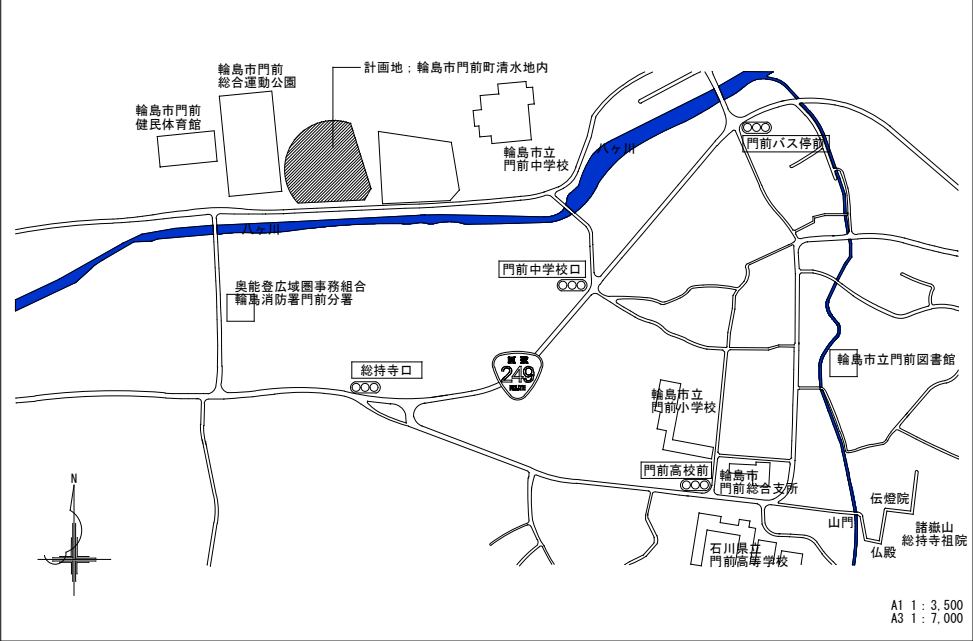 輪島市門前
総合運動公園
計画地；輪島市門前町清水地内
輪島市門前
健民体育館
輪島市立
門前中学校
八ヶ川
門前バス停前
八ヶ川
門前中学校口
奥能登広域圏事務組合
輪島消防署門前分署
総持寺口
国道
249
ROUTE
輪島市立門前図書館
輪島市立
門前小学校
門前高校前
輪島市
門前総合支所
伝燈院
山門
諸嶽山
総持寺祖院
仏殿
石川県立
門前高等学校
N
A1 1：3,500
A3 1：7,000